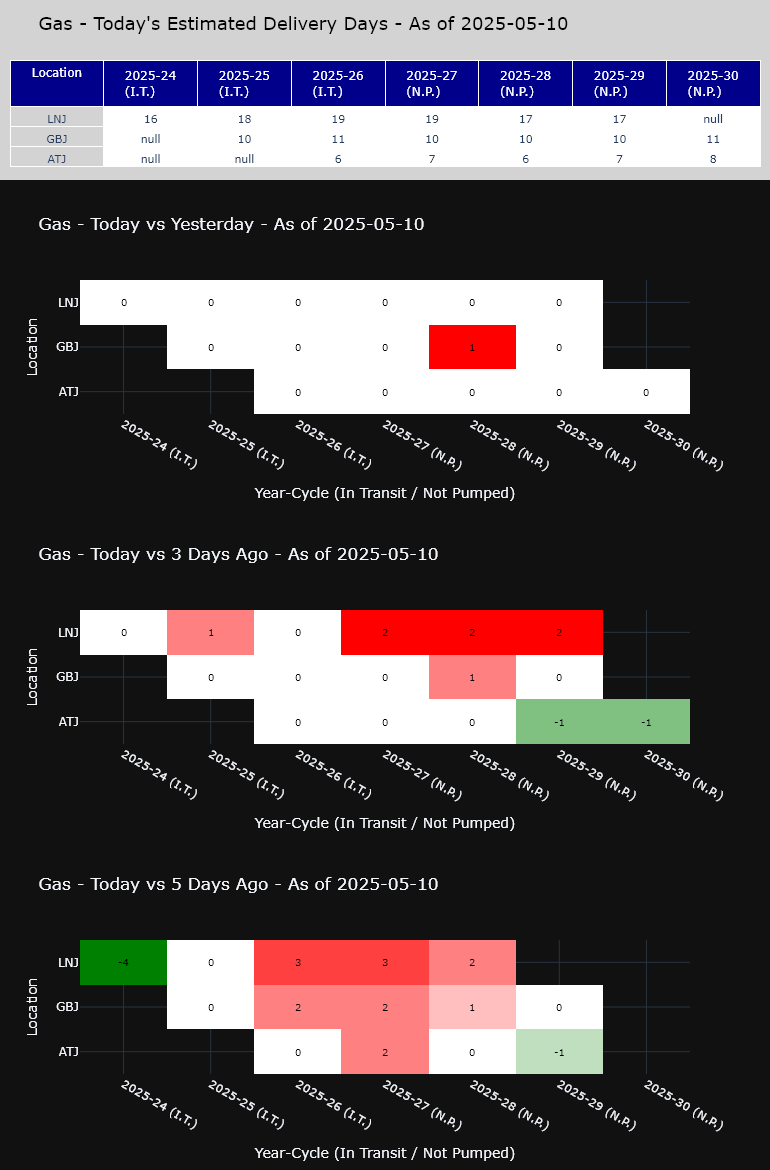 Gas - Today's Estimated Delivery Days - As of 2025-05-10
Location 2025-24 (I.T.) 2025-25 (I.T.) 2025-26 (I.T.) 2025-27 (N.P.) 2025-28 (N.P.) 2025-29 (N.P.) 2025-30 (N.P.)
LNJ 16 18 19 19 17 17 null
GBJ null 10 11 10 10 10 11
ATJ null null 6 7 6 7 8
Gas - Today vs Yesterday - As of 2025-05-10
Location
LNJ 0 0 0 0 0 0
GBJ 0 0 0 1 0
ATJ 0 0 0 0 0
2025-24 (I.T.) 2025-25 (I.T.) 2025-26 (I.T.) 2025-27 (N.P.) 2025-28 (N.P.) 2025-29 (N.P.) 2025-30 (N.P.)
Year-Cycle (In Transit / Not Pumped)
Gas - Today vs 3 Days Ago - As of 2025-05-10
Location
LNJ 0 1 0 2 2 2
GBJ 0 0 0 1 0
ATJ 0 0 0 -1 -1
2025-24 (I.T.) 2025-25 (I.T.) 2025-26 (I.T.) 2025-27 (N.P.) 2025-28 (N.P.) 2025-29 (N.P.) 2025-30 (N.P.)
Year-Cycle (In Transit / Not Pumped)
Gas - Today vs 5 Days Ago - As of 2025-05-10
Location
LNJ -4 0 3 3 2
GBJ 0 2 2 1 0
ATJ 0 2 0 -1
2025-24 (I.T.) 2025-25 (I.T.) 2025-26 (I.T.) 2025-27 (N.P.) 2025-28 (N.P.) 2025-29 (N.P.) 2025-30 (N.P.)
Year-Cycle (In Transit / Not Pumped)